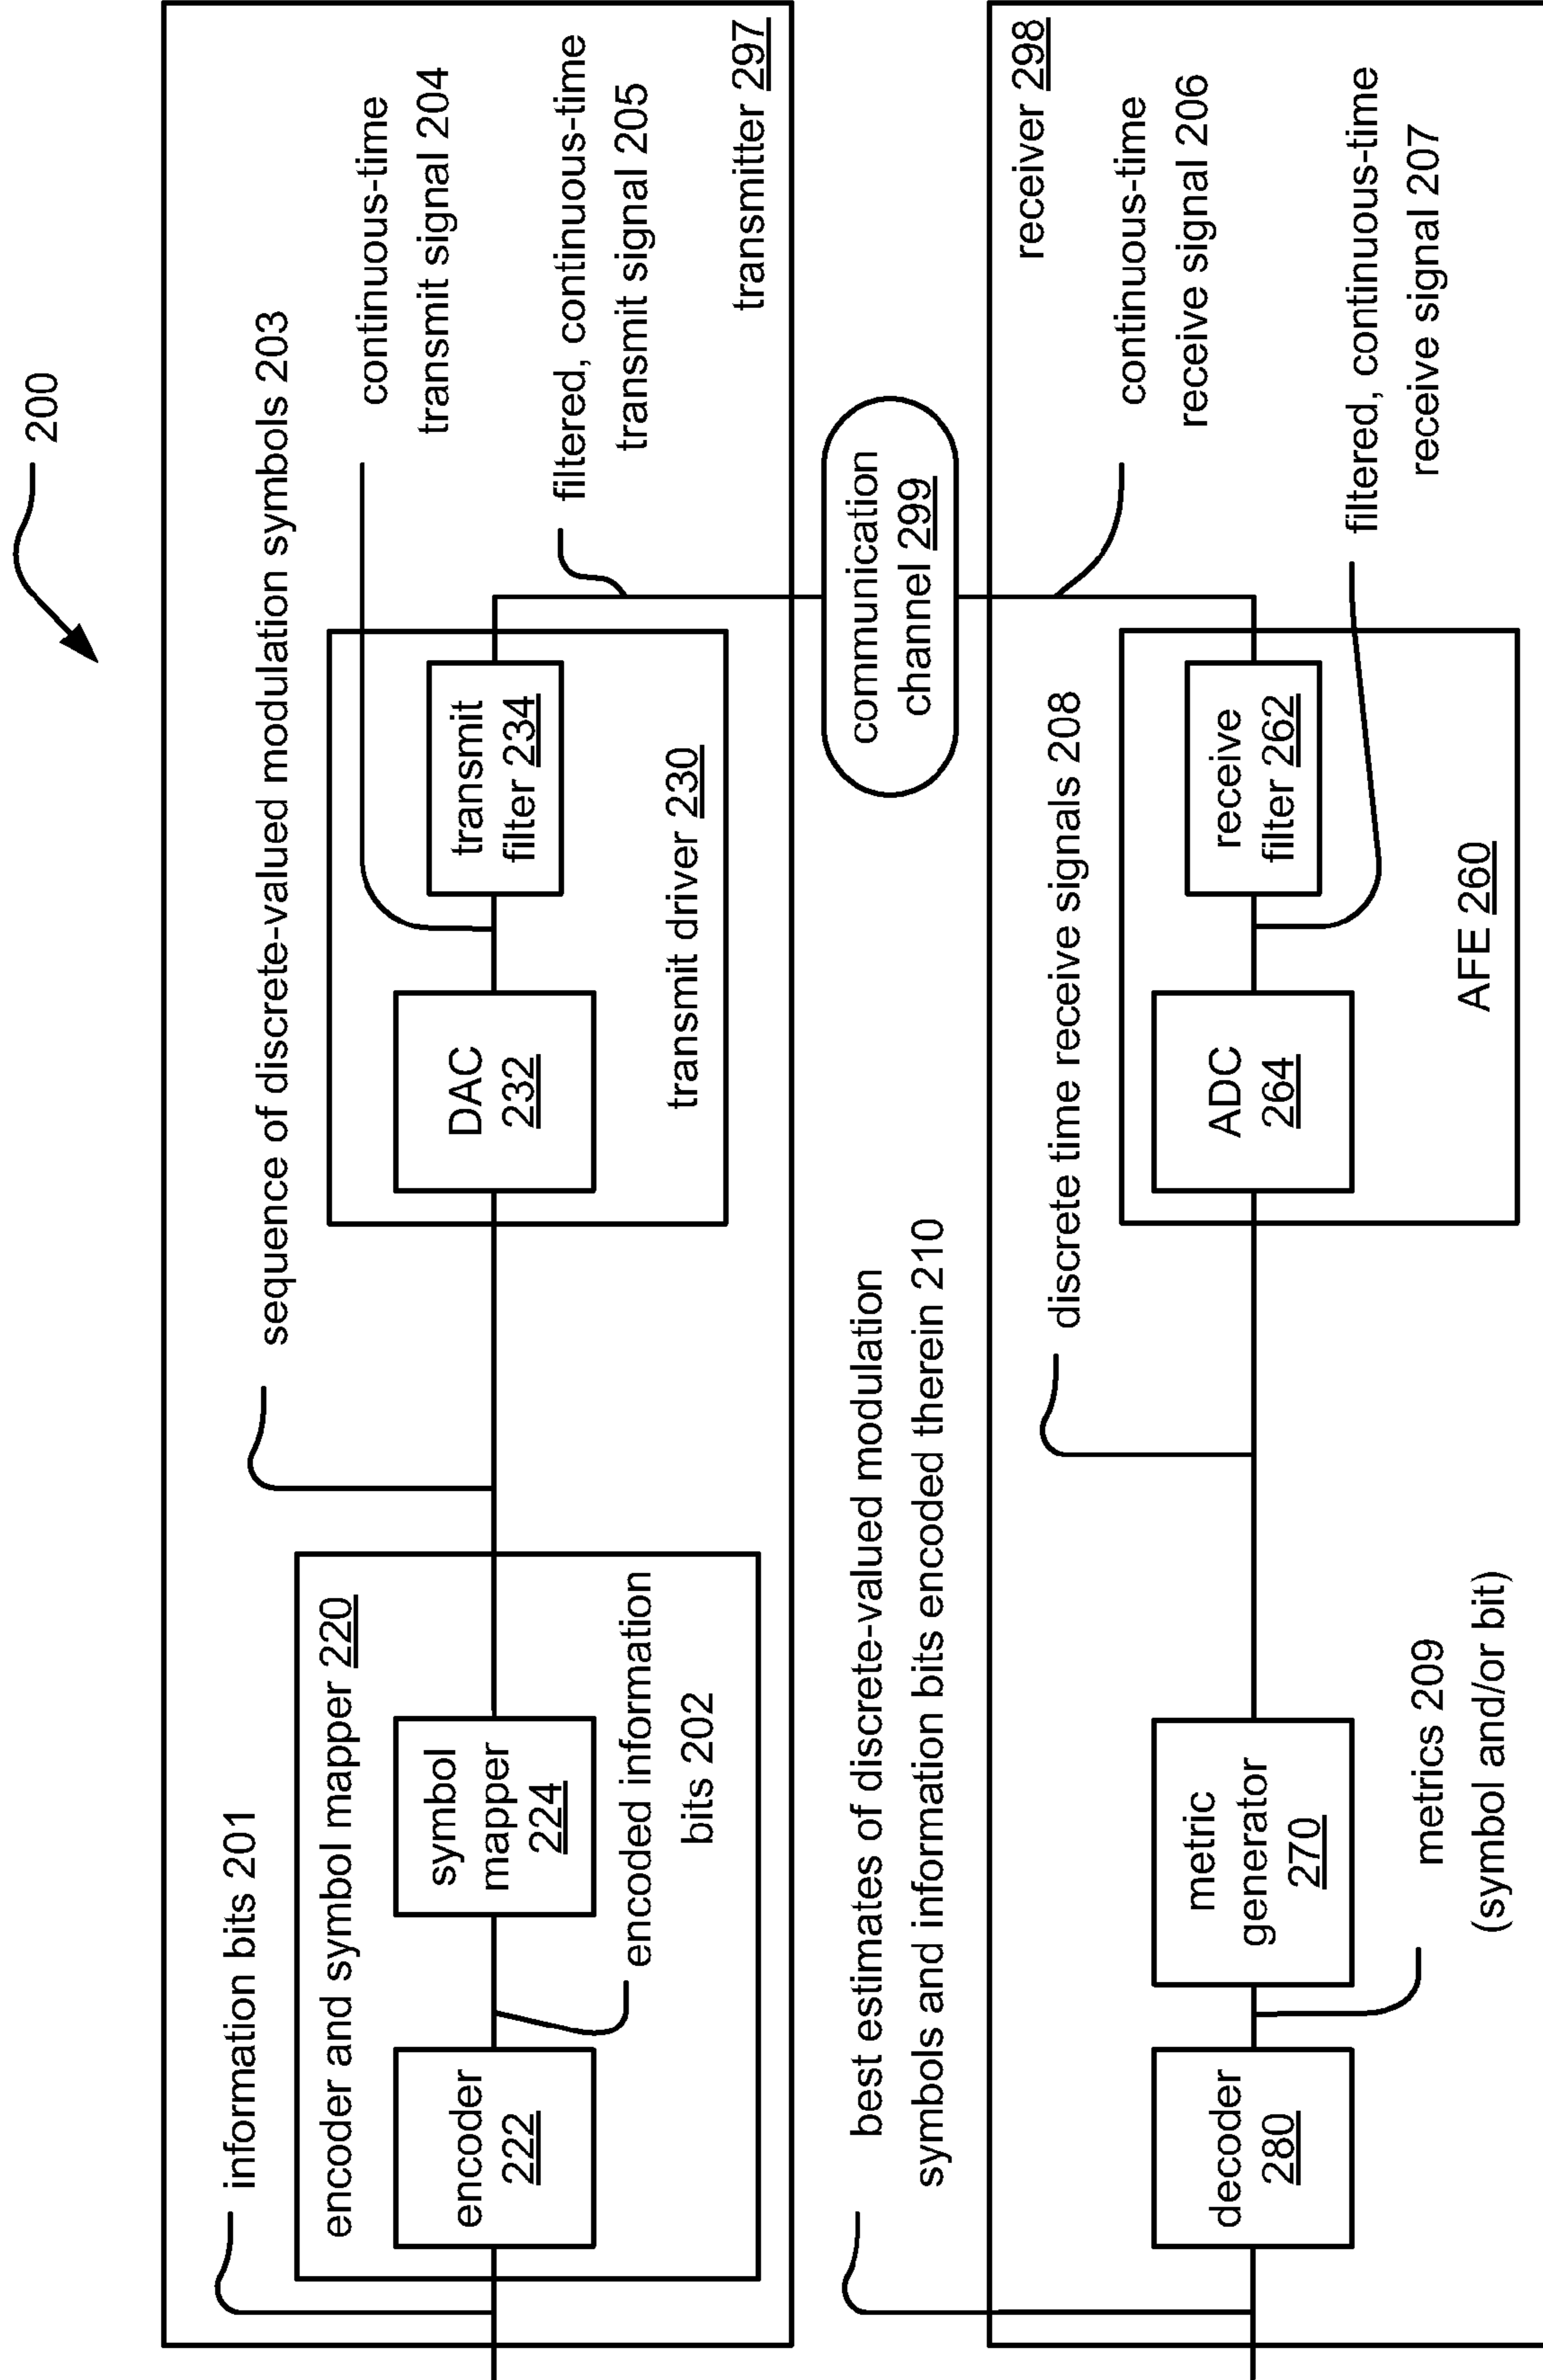 200
information bits 201
sequence of discrete-valued modulation symbols 203
encoder and symbol mapper 220
encoder
222
symbol
mapper
224
encoded information
bits 202
DAC
232
transmit
filter 234
transmit driver 230
continuous-time
transmit signal 204
filtered, continuous-time
transmit signal 205
transmitter 297
communication
channel 299
best estimates of discrete-valued modulation
symbols and information bits encoded therein 210
receiver 298
discrete time receive signals 208
continuous-time
receive signal 206
decoder
280
metric
generator
270
ADC
264
receive
filter 262
AFE 260
filtered, continuous-time
receive signal 207
metrics 209
(symbol and/or bit)